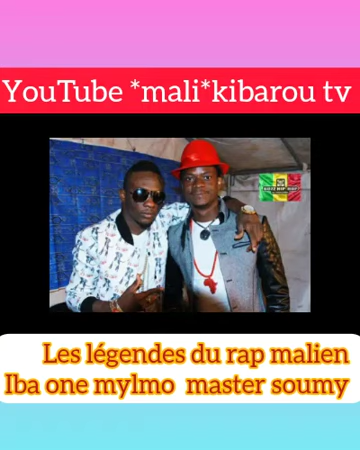 YouTube *mali*kibarou tv
Les légendes du rap malien
Iba one mylmo master soumy